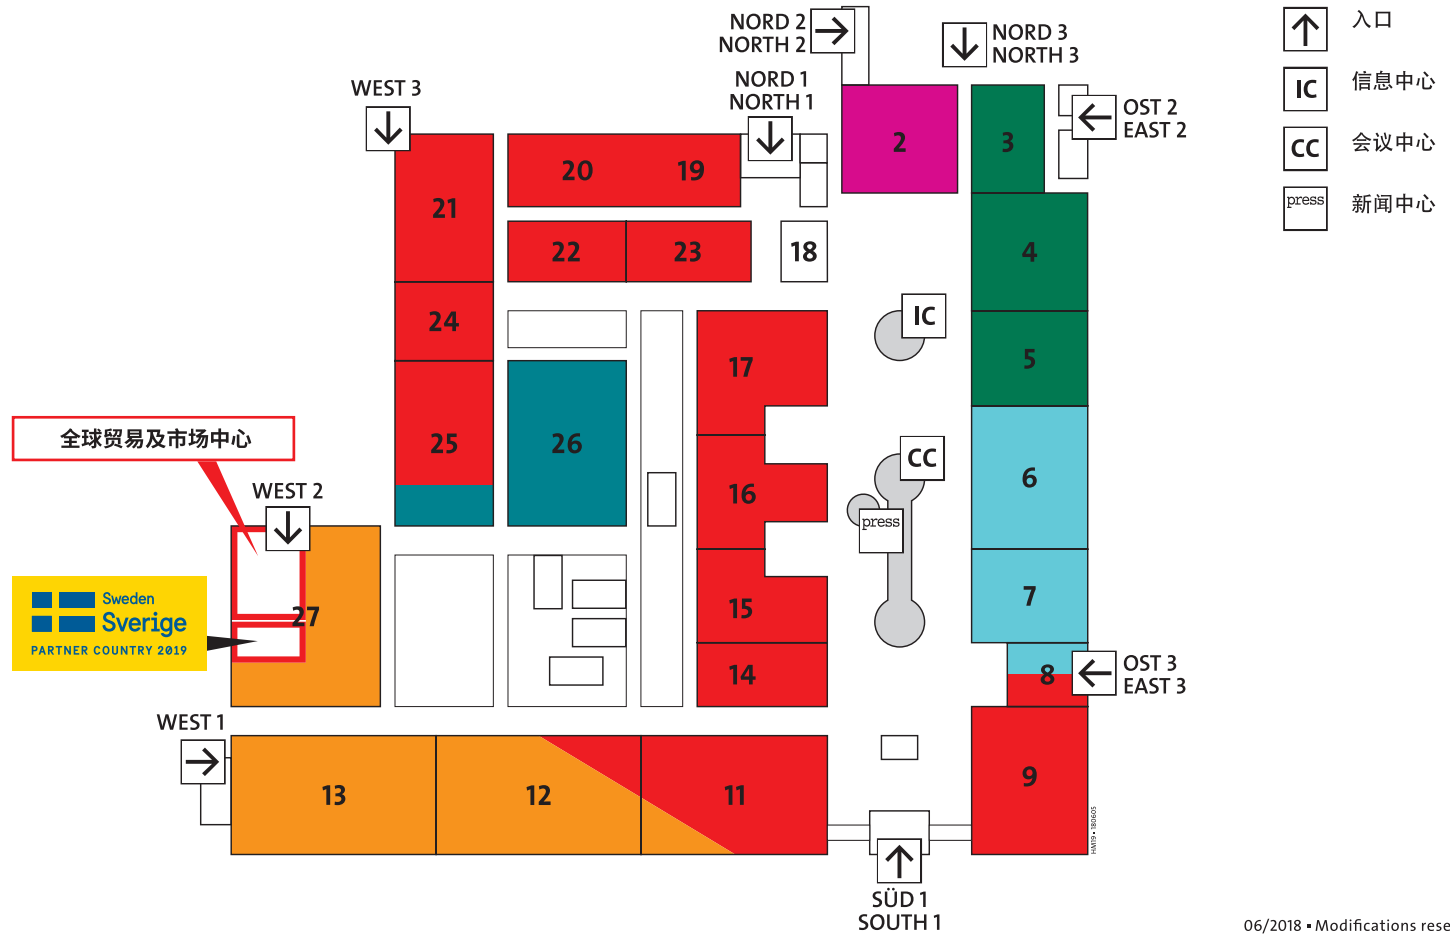 NORD 2
NORTH 2
NORD 3
NORTH 3
入口
WEST 3
NORD 1
NORTH 1
IC
信息中心
OST 2
EAST 2
CC
会议中心
press
新闻中心
2
3
20
19
21
22
23
18
4
24
IC
17
5
全球贸易及市场中心
25
26
CC
6
WEST 2
16
press
27
Sweden
Sverige
PARTNER COUNTRY 2019
15
7
14
8
OST 3
EAST 3
WEST 1
13
12
11
9
HM19 ▪ 180605
SÜD 1
SOUTH 1
06/2018 ▪ Modifications rese